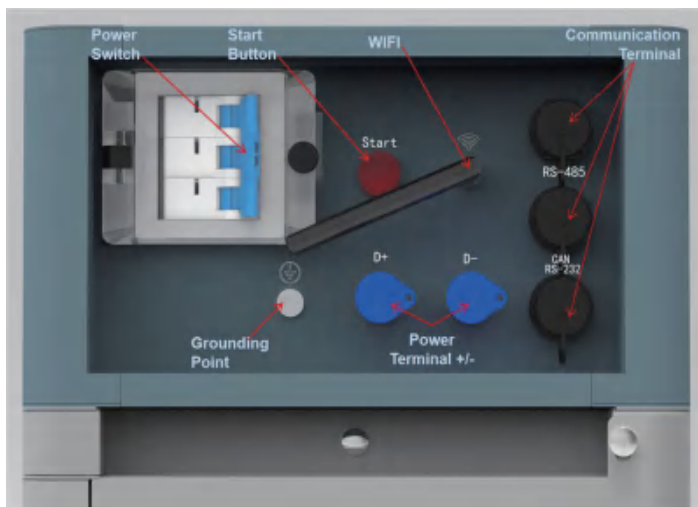 Power
Switch
Start
Button
WIFI
Communication
Terminal
Start
RS-485
CAN
RS-232
D+
D-
Grounding
Point
Power
Terminal +/-